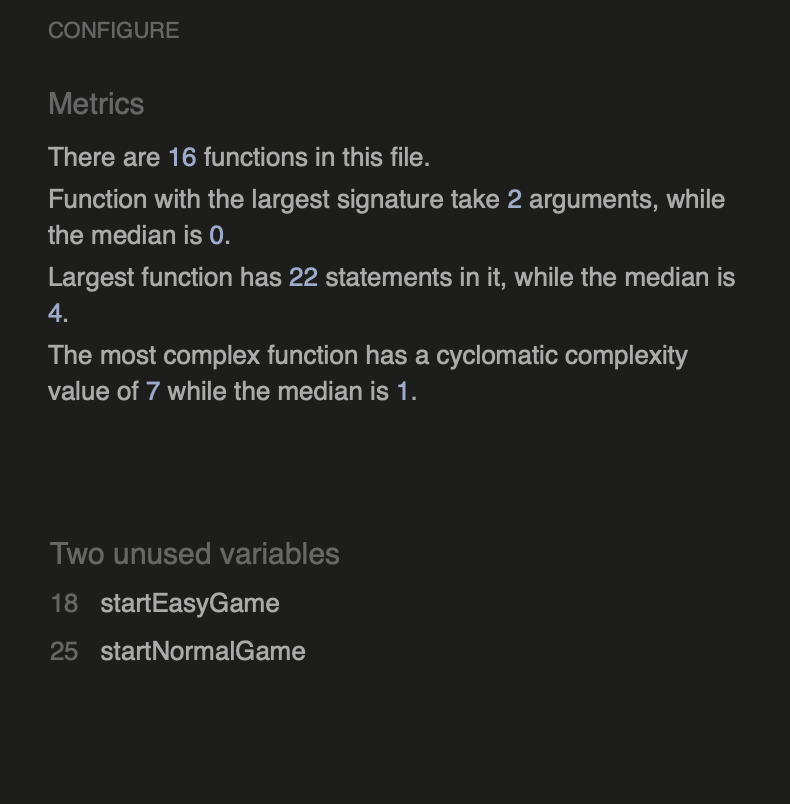 CONFIGURE
Metrics
There are 16 functions in this file.
Function with the largest signature take 2 arguments, while
the median is 0.
Largest function has 22 statements in it, while the median is
4.
The most complex function has a cyclomatic complexity
value of 7 while the median is 1.
Two unused variables
18 startEasyGame
25 startNormalGame